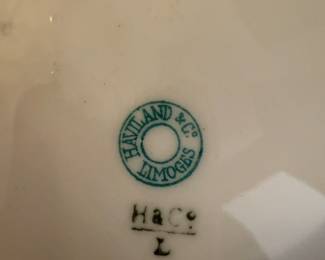 HAVILAND & Co
LIMOGES
H & Co
L